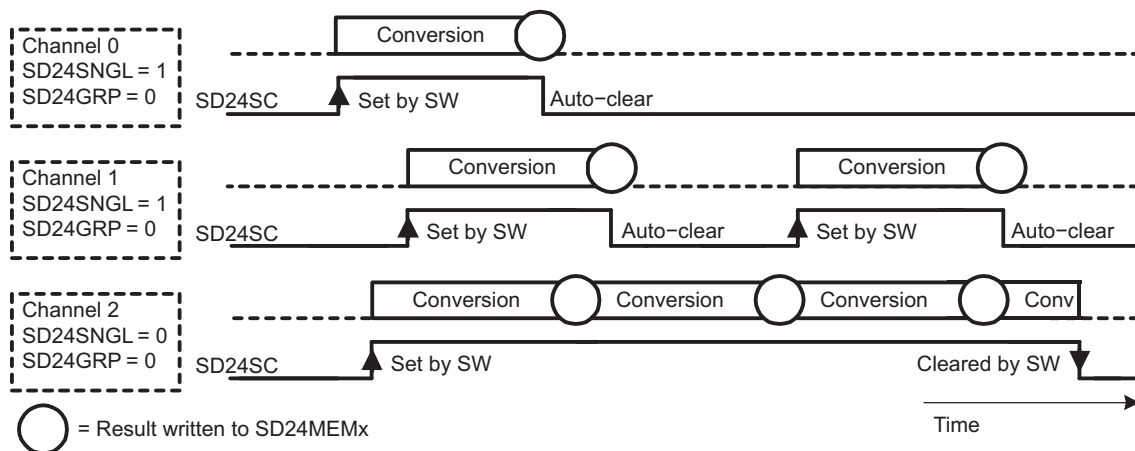 Channel 0
SD24SNGL = 1
SD24GRP = 0
Conversion
SD24SC
Set by SW
Auto−clear
Channel 1
SD24SNGL = 1
SD24GRP = 0
Conversion
Conversion
SD24SC
Set by SW
Auto−clear
Set by SW
Auto−clear
Channel 2
SD24SNGL = 0
SD24GRP = 0
Conversion
Conversion
Conversion
Conv
SD24SC
Set by SW
Cleared by SW
= Result written to SD24MEMx
Time